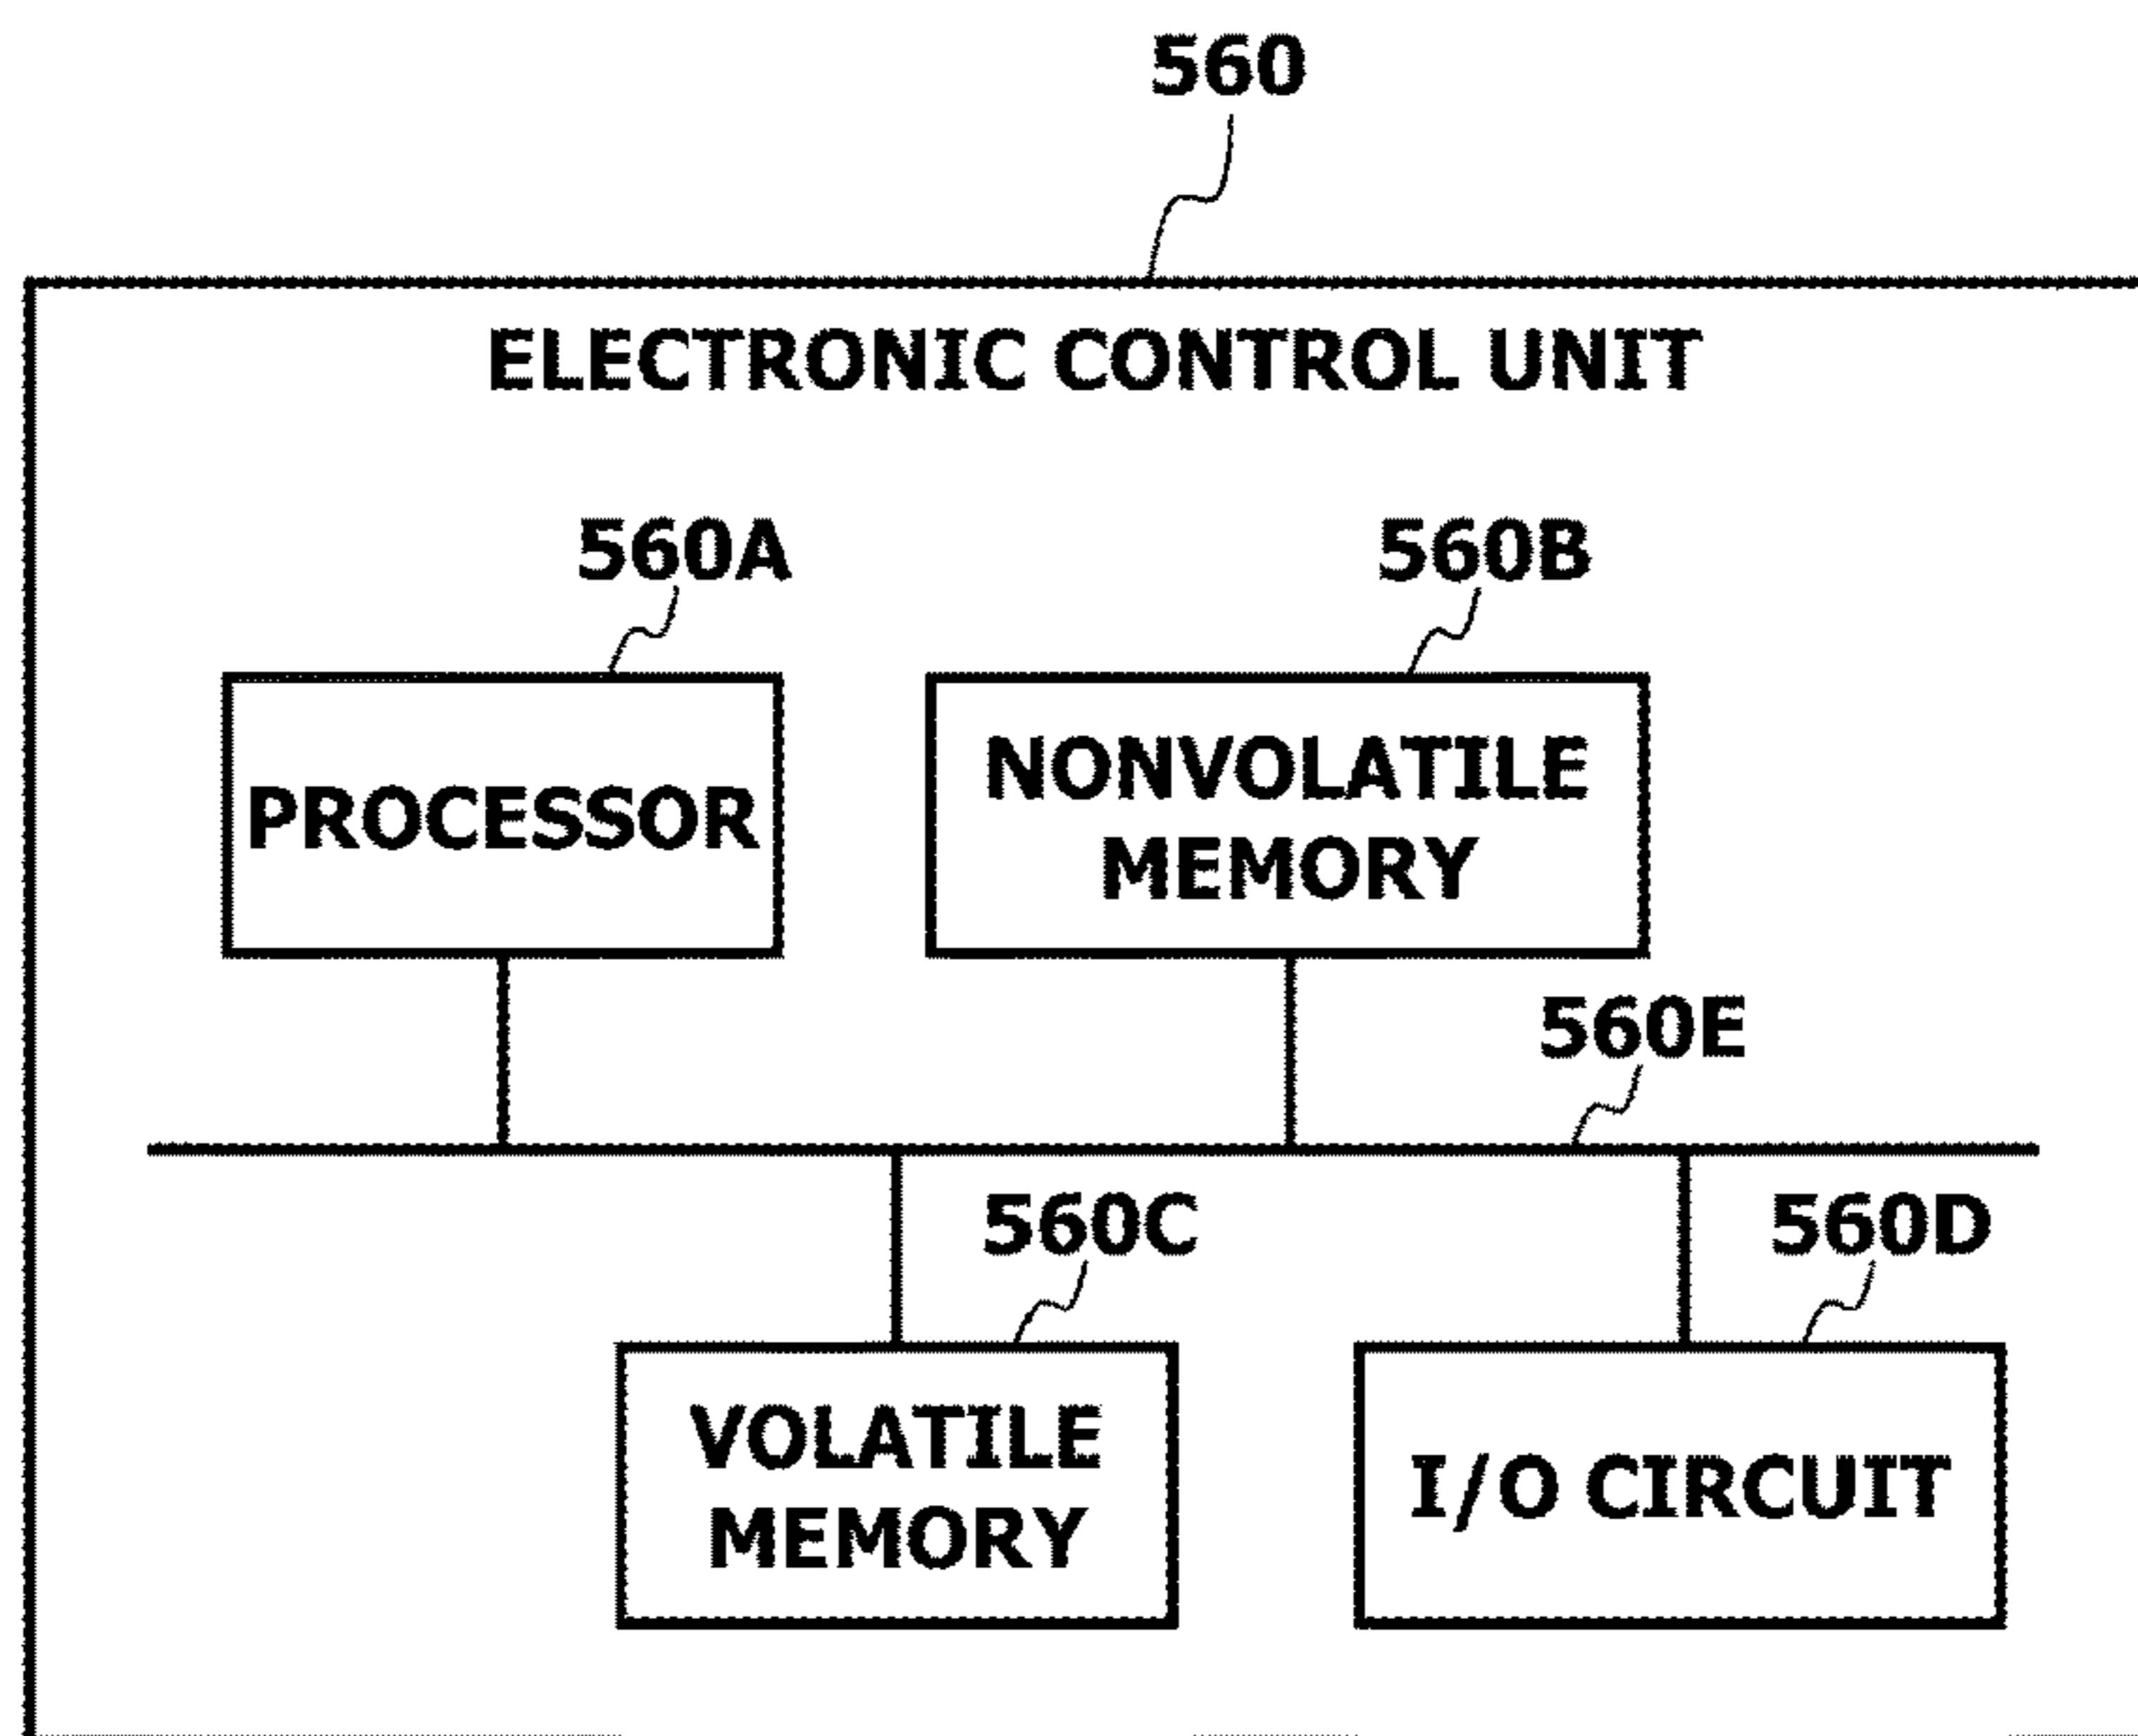 560
ELECTRONIC CONTROL UNIT
560A
560B
PROCESSOR
NONVOLATILE
MEMORY
560E
560C
560D
VOLATILE
MEMORY
I/O CIRCUIT